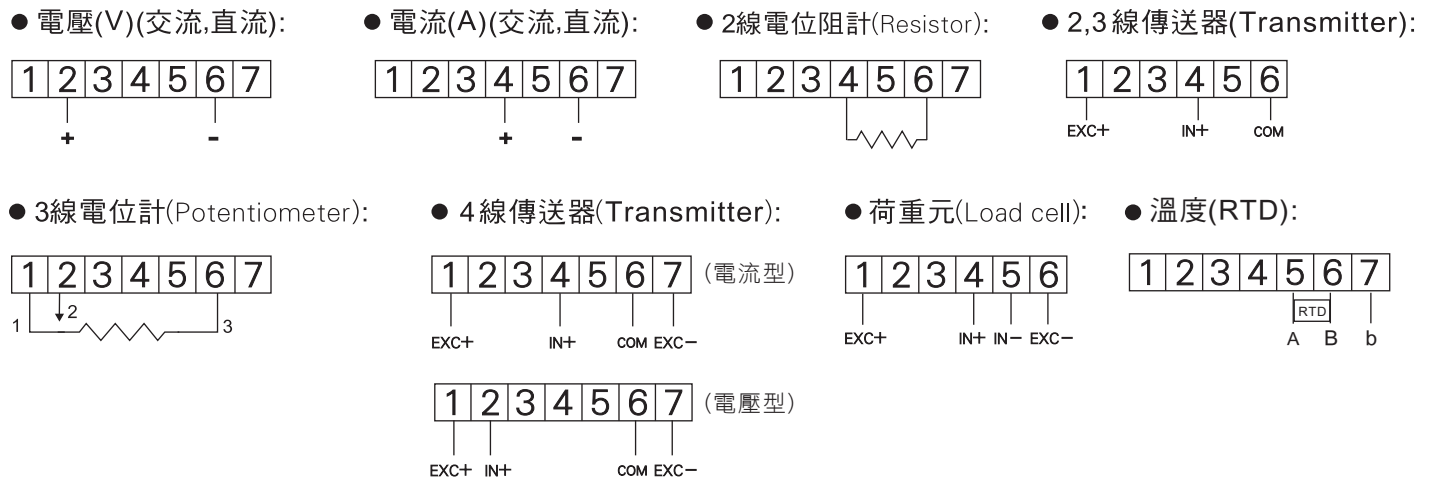 ● 電壓(V)(交流,直流):
1 2 3 4 5 6 7
+ -
● 電流(A)(交流,直流):
1 2 3 4 5 6 7
+ -
● 2線電位阻計(Resistor):
1 2 3 4 5 6 7
● 2,3線傳送器(Transmitter):
1 2 3 4 5 6
EXC+ IN+ COM
● 3線電位計(Potentiometer):
1 2 3 4 5 6 7
1 2 3
● 4線傳送器(Transmitter):
1 2 3 4 5 6 7 (電流型)
EXC+ IN+ COM EXC-
1 2 3 4 5 6 7 (電壓型)
EXC+ IN+ COM EXC-
● 荷重元(Load cell):
1 2 3 4 5 6
EXC+ IN+ IN- EXC-
● 溫度(RTD):
1 2 3 4 5 6 7
RTD
A B b